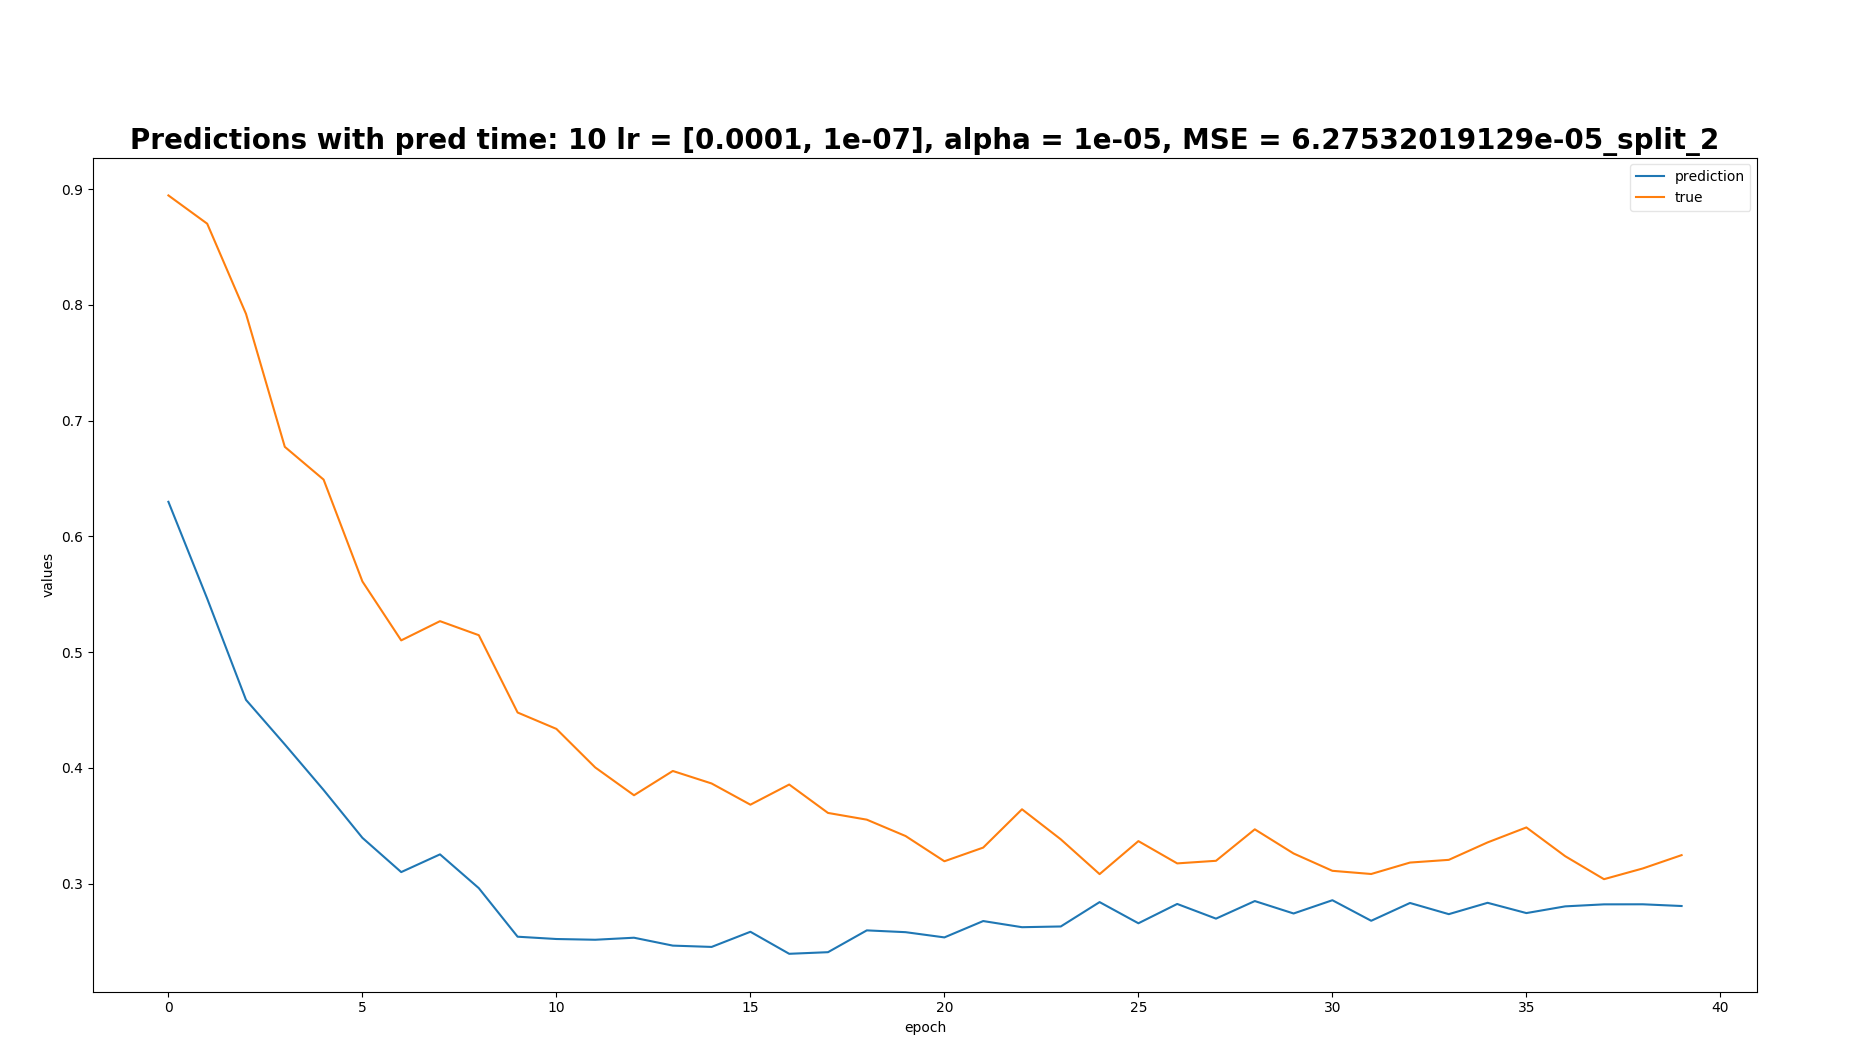 Predictions with pred time: 10 lr = [0.0001, 1e-07], alpha = 1e-05, MSE = 6.27532019129e-05_split_2
prediction
true
0.9
0.8
0.7
0.6
0.5
0.4
0.3
values
0 5 10 15 20 25 30 35 40
epoch